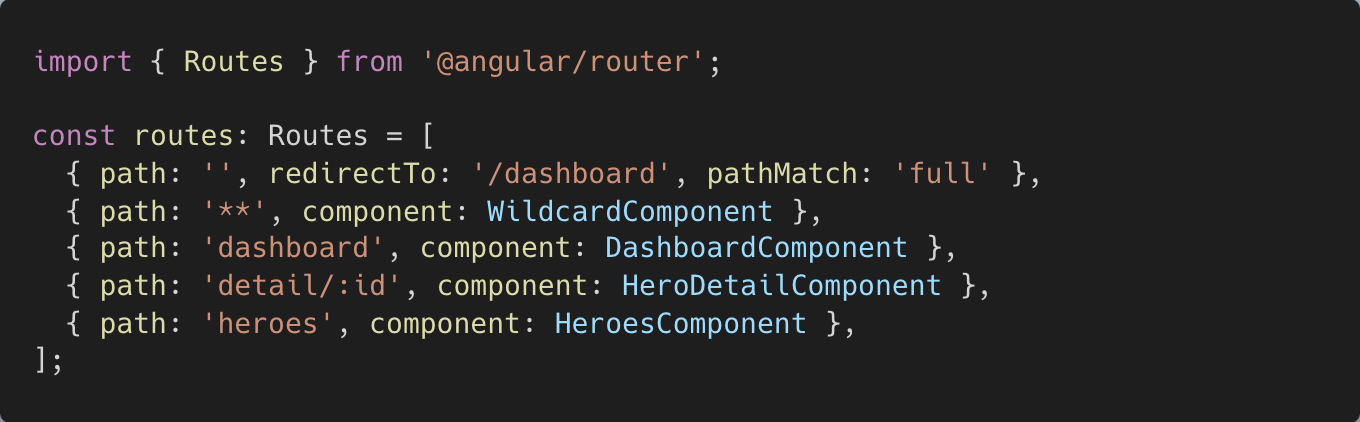 import { Routes } from '@angular/router';

const routes: Routes = [
  { path: '', redirectTo: '/dashboard', pathMatch: 'full' },
  { path: '**', component: WildcardComponent },
  { path: 'dashboard', component: DashboardComponent },
  { path: 'detail/:id', component: HeroDetailComponent },
  { path: 'heroes', component: HeroesComponent },
];